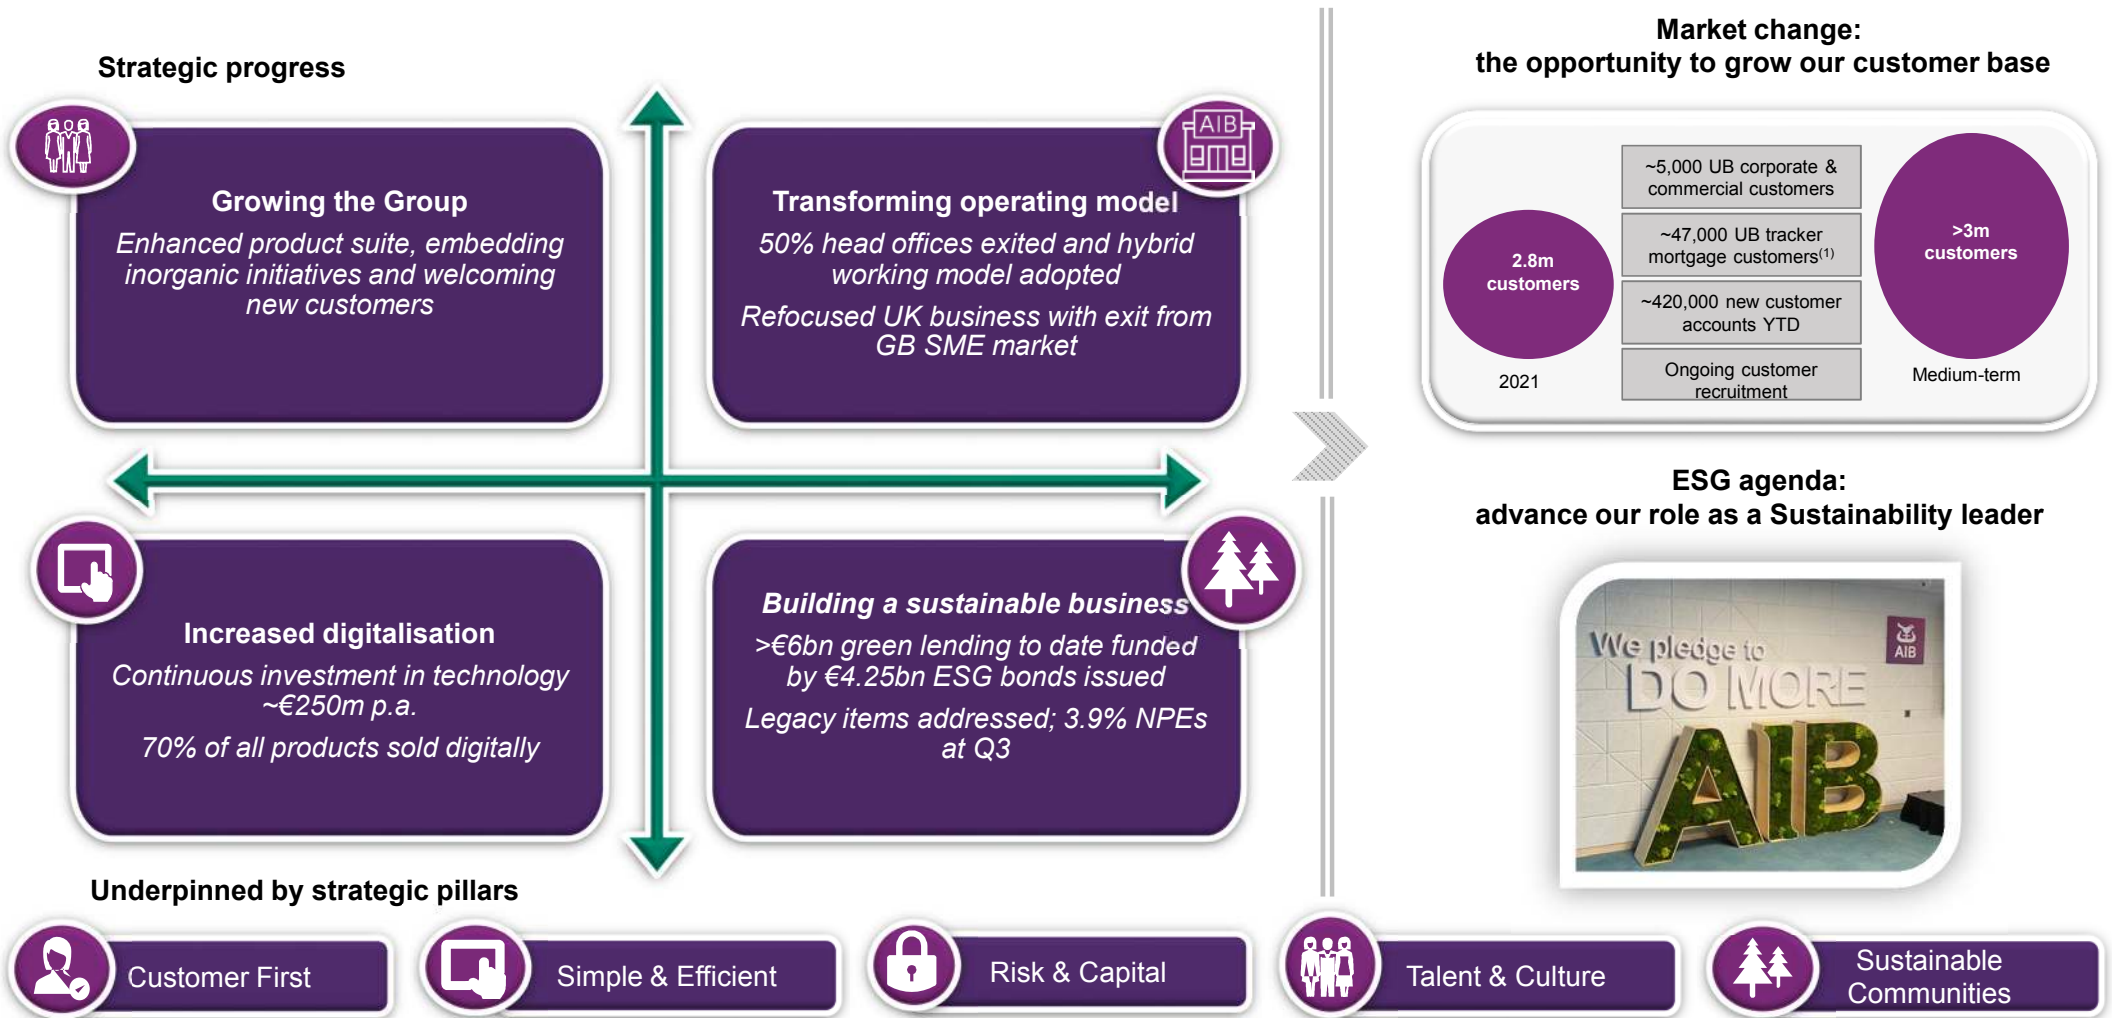 Strategic progress
AIB
Growing the Group
Enhanced product suite, embedding
inorganic initiatives and welcoming
new customers
Transforming operating model
50% head offices exited and hybrid
working model adopted
Refocused UK business with exit from
GB SME market
Increased digitalisation
Continuous investment in technology
~€250m p.a.
70% of all products sold digitally
Building a sustainable business
>€6bn green lending to date funded
by €4.25bn ESG bonds issued
Legacy items addressed; 3.9% NPEs
at Q3
Market change:
the opportunity to grow our customer base
2.8m
customers
2021
~5,000 UB corporate &
commercial customers
~47,000 UB tracker
mortgage customers(1)
~420,000 new customer
accounts YTD
Ongoing customer
recruitment
>3m
customers
Medium-term
ESG agenda:
advance our role as a Sustainability leader
We pledge to
DO MORE
AIB
AIB
Underpinned by strategic pillars
Customer First
Simple & Efficient
Risk & Capital
Talent & Culture
Sustainable
Communities